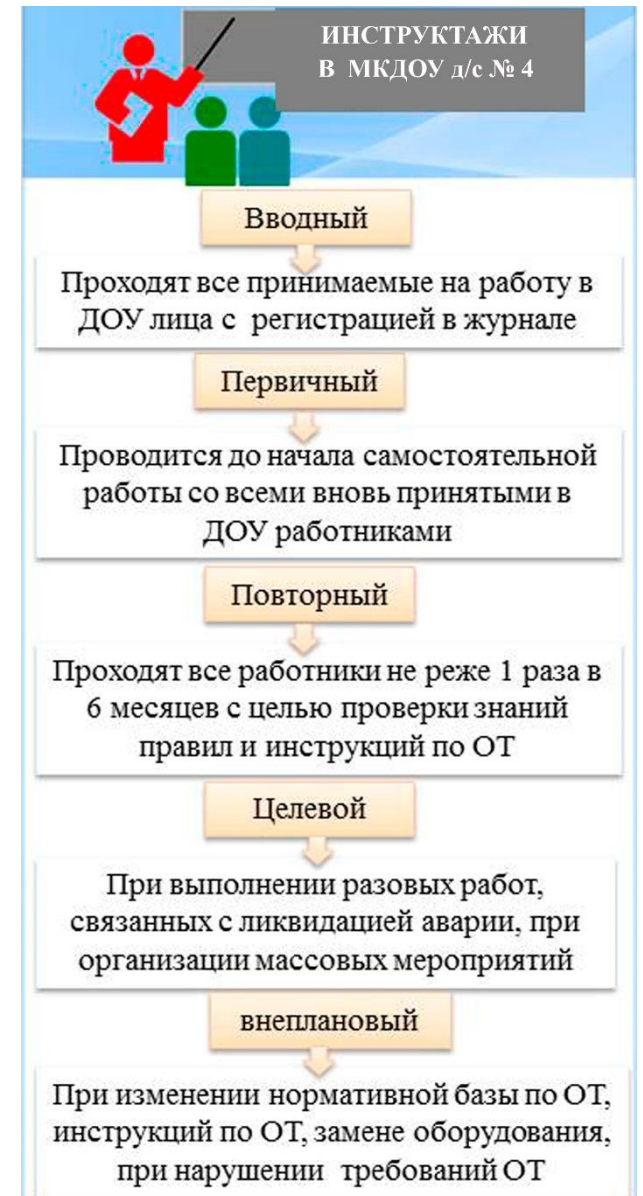 ИНСТРУКТАЖИ
В МКДОУ д/с № 4
Вводный
Проходят все принимаемые на работу в
ДОУ лица с регистрацией в журнале
Первичный
Проводится до начала самостоятельной
работы со всеми вновь принятыми в
ДОУ работниками
Повторный
Проходят все работники не реже 1 раза в
6 месяцев с целью проверки знаний
правил и инструкций по ОТ
Целевой
При выполнении разовых работ,
связанных с ликвидацией аварии, при
организации массовых мероприятий
внеплановый
При изменении нормативной базы по ОТ,
инструкций по ОТ, замене оборудования,
при нарушении требований ОТ